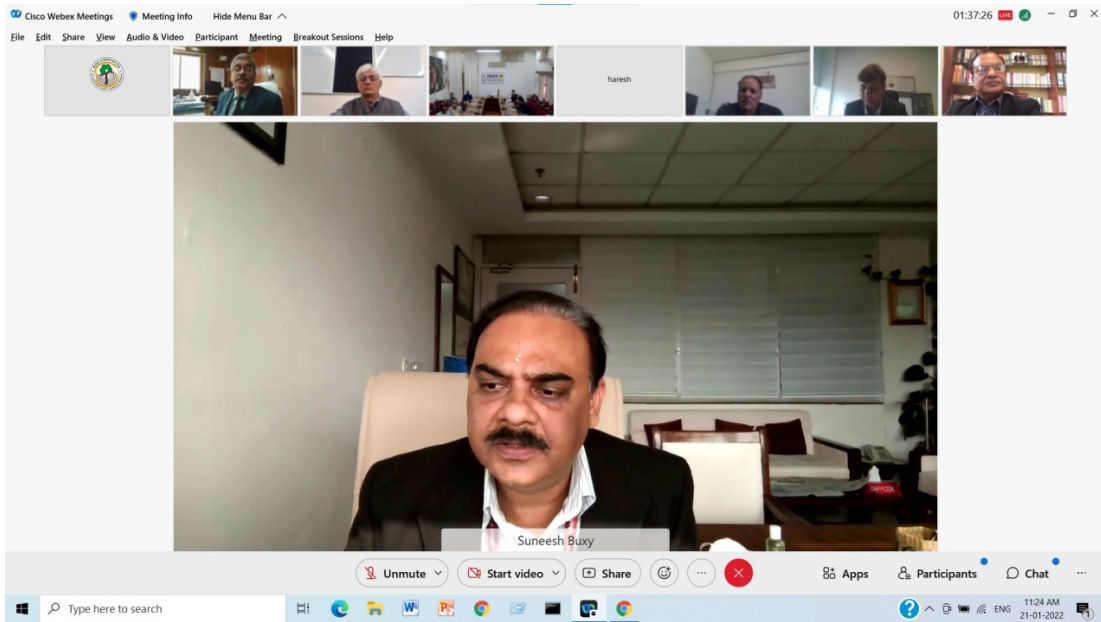 Cisco Webex Meetings Meeting Info Hide Menu Bar 01:37:26 LIVE
File Edit Share View Audio & Video Participant Meeting Breakout Sessions Help
haresh
DAFFODIL
Suneesh Buxy
Unmute Start video Share Apps Participants Chat
Type here to search ENG 11:24 AM
21-01-2022